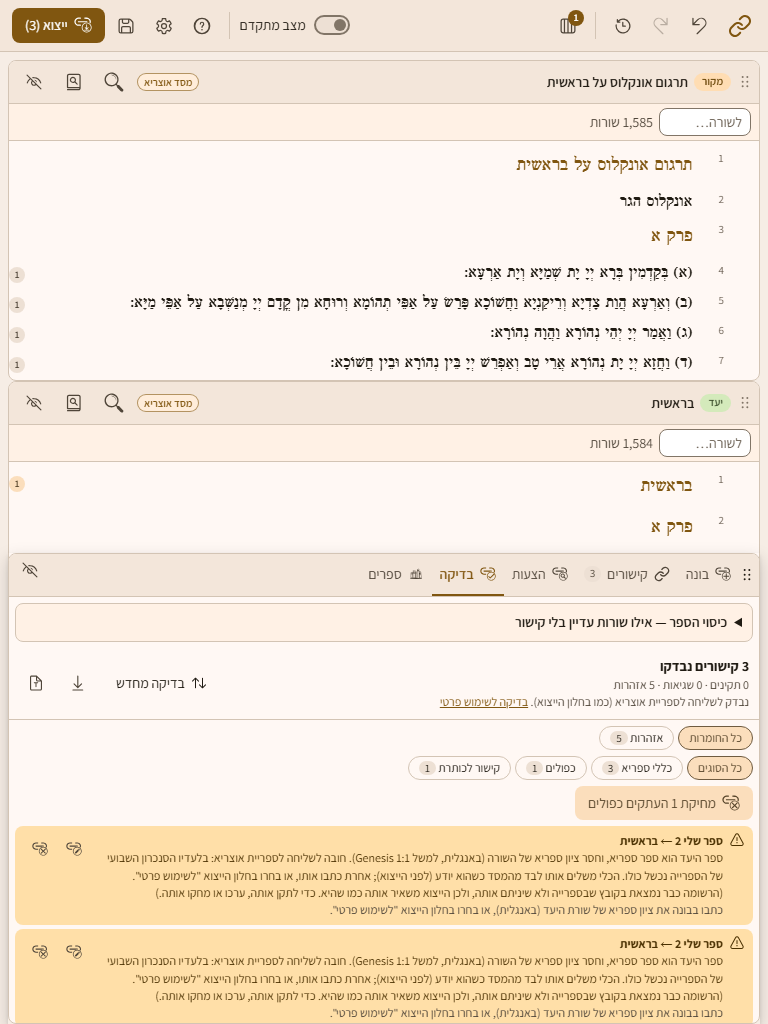 1
מצב מתקדם
ייצוא (3)
מקור
תרגום אונקלוס על בראשית
מסד אוצריא
לשורה...
1,585 שורות
1 תרגום אונקלוס על בראשית
2 אונקלוס הגר
3 פרק א
4 (א) בְּקַדְמִין בְּרָא יְיָ יָת שְׁמַיָּא וְיָת אַרְעָא: 1
5 (ב) וְאַרְעָא הֲוַת צָדְיָא וְרֵיקַנְיָא וַחֲשׁוֹכָא פָּרֵשׂ עַל אַפֵּי תְהוֹמָא וְרוּחָא מִן קֳדָם יְיָ מְנַשְּׁבָא עַל אַפֵּי מַיָּא: 1
6 (ג) וַאֲמַר יְיָ יְהֵי נְהוֹרָא וַהֲוָה נְהוֹרָא: 1
7 (ד) וַחֲזָא יְיָ יָת נְהוֹרָא אֲרֵי טָב וְאַפְרֵשׁ יְיָ בֵּין נְהוֹרָא וּבֵין חֲשׁוֹכָא: 1
יעד
בראשית
מסד אוצריא
לשורה...
1,584 שורות
1 בראשית 1
2 פרק א
בונה
קישורים 3
הצעות
בדיקה
ספרים
כיסוי הספר — אילו שורות עדיין בלי קישור
3 קישורים נבדקו
0 תקינים · 0 שגיאות · 5 אזהרות
נבדק לשליחה לספריית אוצריא (כמו בחלון הייצוא). בדיקה לשימוש פרטי
בדיקה מחדש
כל החומרות
אזהרות 5
כל הסוגים
כללי ספריא 3
כפולים 1
קישור לכותרת 1
מחיקת 1 העתקים כפולים
ספר שלי 2 ← בראשית
ספר היעד הוא ספר ספריא, וחסר ציון ספריא של השורה (באנגלית, למשל Genesis 1:1). חובה לשליחה לספריית אוצריא: בלעדיו הסנכרון השבועי
של הספרייה נכשל כולו. הכלי משלים אותו לבד מהמסד כשהוא יודע (לפני הייצוא); אחרת כתבו אותו, או בחרו בחלון הייצוא "לשימוש פרטי".
(הרשומה כבר נמצאת בקובץ שבספרייה ולא שיניתם אותה, ולכן הייצוא משאיר אותה כמו שהיא. כדי לתקן אותה, ערכו או מחקו אותה.)
כתבו בבונה את ציון ספריא של שורת היעד (באנגלית), או בחרו בחלון הייצוא "לשימוש פרטי".
ספר שלי 2 ← בראשית
ספר היעד הוא ספר ספריא, וחסר ציון ספריא של השורה (באנגלית, למשל Genesis 1:1). חובה לשליחה לספריית אוצריא: בלעדיו הסנכרון השבועי
של הספרייה נכשל כולו. הכלי משלים אותו לבד מהמסד כשהוא יודע (לפני הייצוא); אחרת כתבו אותו, או בחרו בחלון הייצוא "לשימוש פרטי".
(הרשומה כבר נמצאת בקובץ שבספרייה ולא שיניתם אותה, ולכן הייצוא משאיר אותה כמו שהיא. כדי לתקן אותה, ערכו או מחקו אותה.)
כתבו בבונה את ציון ספריא של שורת היעד (באנגלית), או בחרו בחלון הייצוא "לשימוש פרטי".